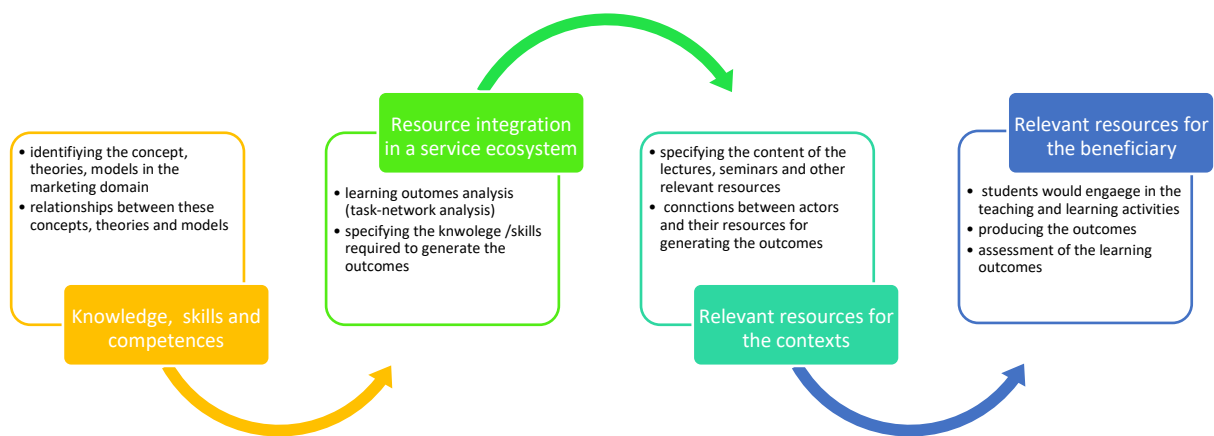 • identifiying the concept,
theories, models in the
marketing domain
• relationships between these
concepts, theories and models
Knowledge, skills and
competences
Resource integration
in a service ecosystem
• learning outomes analysis
(task-network analysis)
• specifying the knwolege /skills
required to generate the
outcomes
• specifying the content of the
lectures, seminars and other
relevant resources
• connctions between actors
and their resources for
generating the outcomes
Relevant resources for
the contexts
Relevant resources for
the beneficiary
• students would engaege in the
teaching and learning activities
• producing the outcomes
• assessment of the learning
outcomes